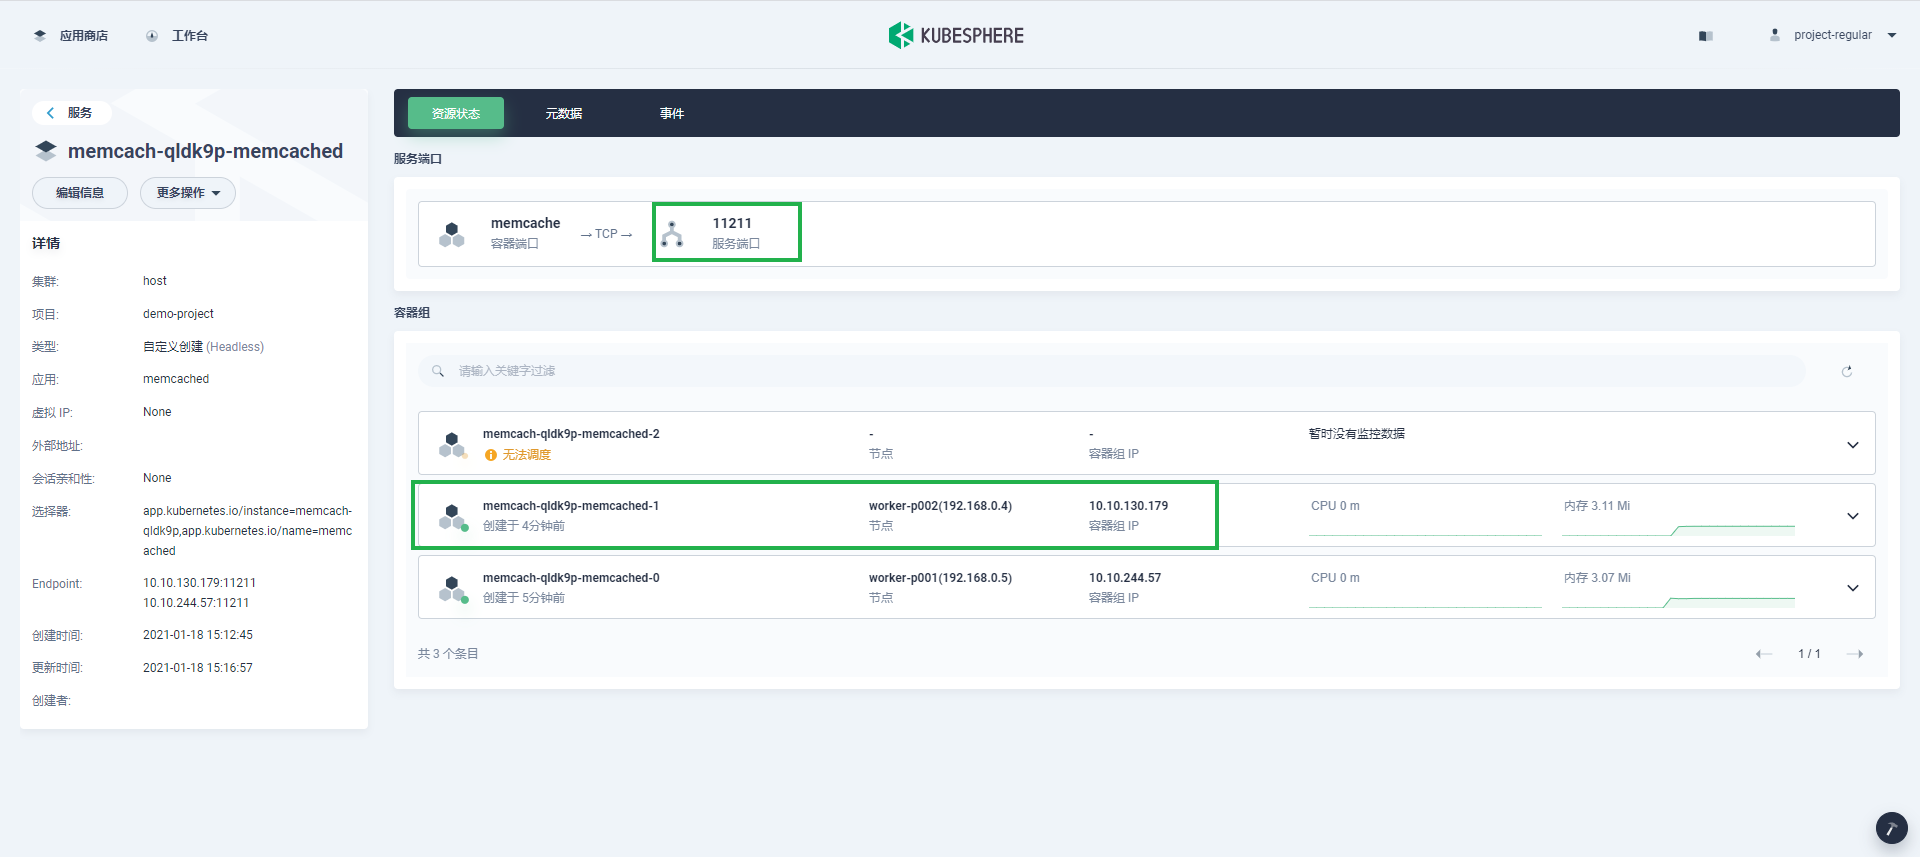 应用商店
工作台
KUBESPHERE
project-regular
服务
memcach-qldk9p-memcached
编辑信息
更多操作
详情
集群: host
项目: demo-project
类型: 自定义创建 (Headless)
应用: memcached
虚拟 IP: None
外部地址:
会话亲和性: None
选择器: app.kubernetes.io/instance=memcach-
qldk9p,app.kubernetes.io/name=memc
ached
Endpoint: 10.10.130.179:11211
10.10.244.57:11211
创建时间: 2021-01-18 15:12:45
更新时间: 2021-01-18 15:16:57
创建者:
资源状态
元数据
事件
服务端口
memcache
容器端口
→ TCP →
11211
服务端口
容器组
请输入关键字过滤
memcach-qldk9p-memcached-2
无法调度
-
节点
-
容器组 IP
暂时没有监控数据
memcach-qldk9p-memcached-1
创建于 4分钟前
worker-p002(192.168.0.4)
节点
10.10.130.179
容器组 IP
CPU 0 m
内存 3.11 Mi
memcach-qldk9p-memcached-0
创建于 5分钟前
worker-p001(192.168.0.5)
节点
10.10.244.57
容器组 IP
CPU 0 m
内存 3.07 Mi
共 3 个条目
1 / 1